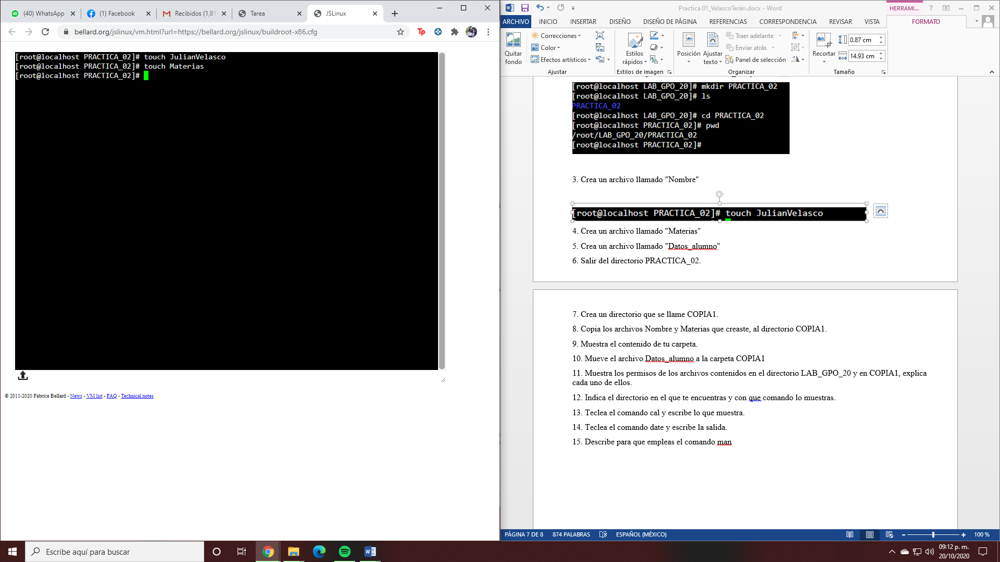 (40) WhatsApp
(1) Facebook
Recibidos (1,81
Tarea
JSLinux
bellard.org/jslinux/vm.html?url=https://bellard.org/jslinux/buildroot-x86.cfg
[root@localhost PRACTICA_02]# touch JulianVelasco
[root@localhost PRACTICA_02]# touch Materias
[root@localhost PRACTICA_02]#
© 2011-2020 Fabrice Bellard - News - VM list - FAQ - Technical notes
Practica 01_VelascoTerán.docx - Word
HERRAMI...
ARCHIVO INICIO INSERTAR DISEÑO DISEÑO DE PÁGINA REFERENCIAS CORRESPONDENCIA REVISAR VISTA FORMATO
Quitar fondo
Correcciones
Color
Efectos artísticos
Ajustar
Estilos rápidos
Estilos de imagen
Posición
Ajustar texto
Traer adelante
Enviar atrás
Panel de selección
Organizar
Recortar
0.87 cm
14.93 cm
Tamaño
[root@localhost LAB_GPO_20]# mkdir PRACTICA_02
[root@localhost LAB_GPO_20]# ls
PRACTICA_02
[root@localhost LAB_GPO_20]# cd PRACTICA_02
[root@localhost PRACTICA_02]# pwd
/root/LAB_GPO_20/PRACTICA_02
[root@localhost PRACTICA_02]#
3. Crea un archivo llamado "Nombre"
[root@localhost PRACTICA_02]# touch JulianVelasco
4. Crea un archivo llamado "Materias"
5. Crea un archivo llamado "Datos_alumno"
6. Salir del directorio PRACTICA_02.
7. Crea un directorio que se llame COPIA1.
8. Copia los archivos Nombre y Materias que creaste, al directorio COPIA1.
9. Muestra el contenido de tu carpeta.
10. Mueve el archivo Datos_alumno a la carpeta COPIA1
11. Muestra los permisos de los archivos contenidos en el directorio LAB_GPO_20 y en COPIA1, explica
cada uno de ellos.
12. Indica el directorio en el que te encuentras y con que comando lo muestras.
13. Teclea el comando cal y escribe lo que muestra.
14. Teclea el comando date y escribe la salida.
15. Describe para que empleas el comando man
PÁGINA 7 DE 8 874 PALABRAS ESPAÑOL (MÉXICO) 100 %
Escribe aquí para buscar
09:12 p. m.
20/10/2020